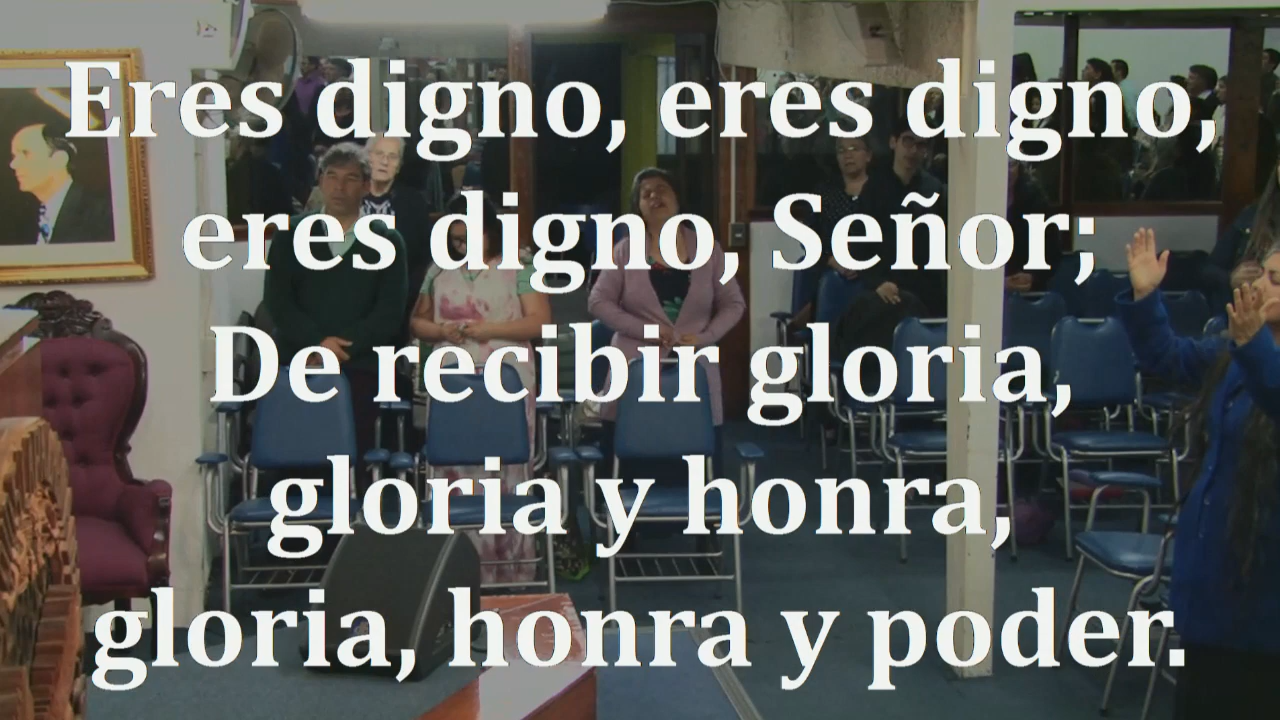 Eres digno, eres digno,
eres digno, Señor;
De recibir gloria,
gloria y honra,
gloria, honra y poder.